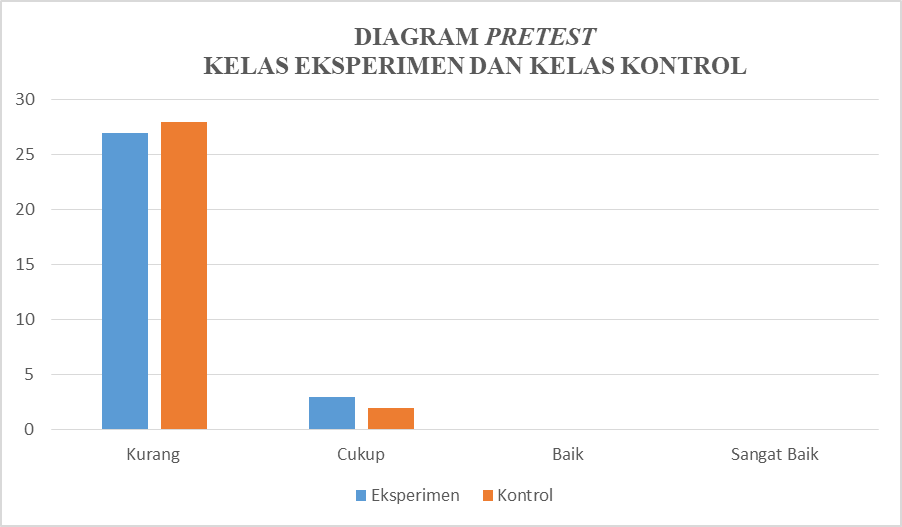 DIAGRAM PRETEST
KELAS EKSPERIMEN DAN KELAS KONTROL
30
25
20
15
10
5
0
Kurang Cukup Baik Sangat Baik
Eksperimen Kontrol